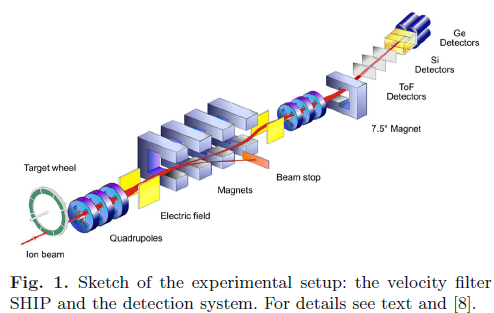 Ge
Detectors
Si
Detectors
ToF
Detectors
7.5° Magnet
Target wheel
Beam stop
Magnets
Electric field
Quadrupoles
Ion beam
Fig. 1. Sketch of the experimental setup: the velocity filter
SHIP and the detection system. For details see text and [8].